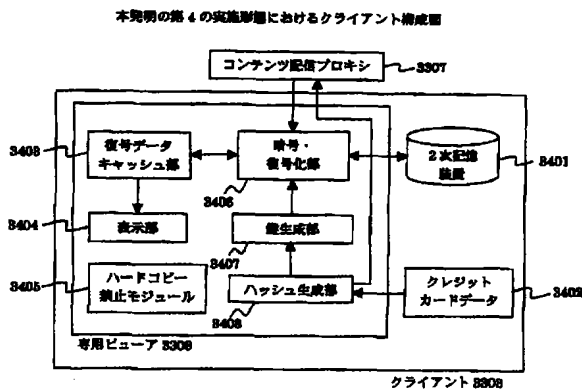 本発明の第4の実施形態におけるクライアント構成図
コンテンツ配信プロキシ
3307
3403
復号データ
キャッシュ部
暗号・
復号化部
3406
2次記憶
装置
3401
3404
表示部
鍵生成部
3407
3405
ハードコピー
禁止モジュール
ハッシュ生成部
3408
クレジット
カードデータ
3402
専用ビューア 3309
クライアント 3308